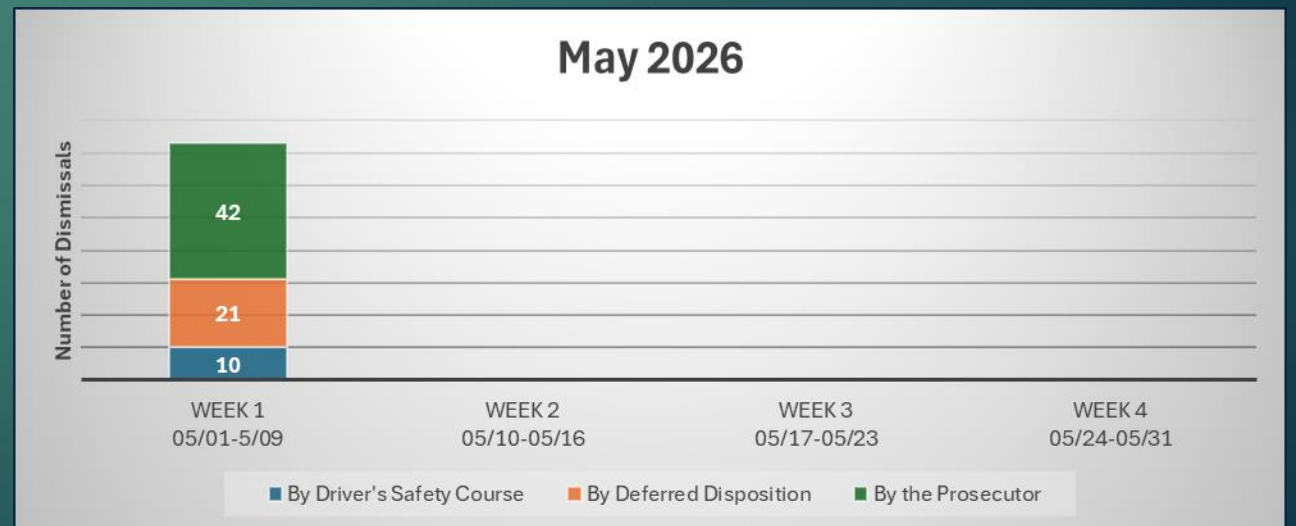 May 2026
Number of Dismissals
42
21
10
WEEK 1
05/01-5/09
WEEK 2
05/10-05/16
WEEK 3
05/17-05/23
WEEK 4
05/24-05/31
By Driver's Safety Course
By Deferred Disposition
By the Prosecutor